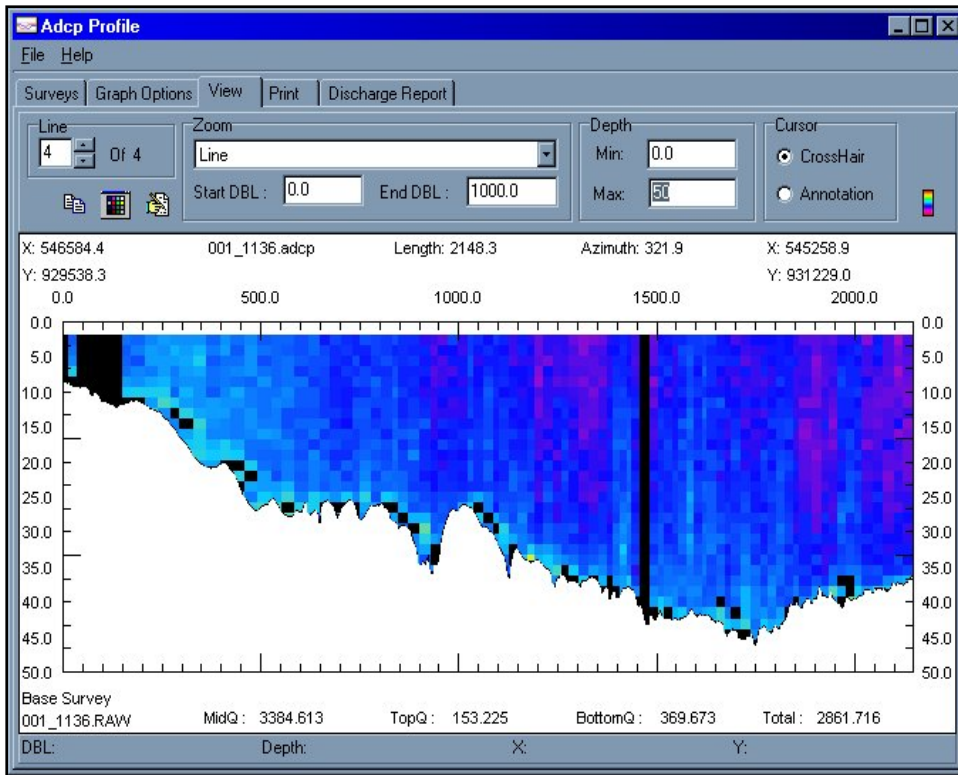 Adcp Profile
File Help
Surveys Graph Options View Print Discharge Report
Line Zoom Depth Cursor
4 Of 4 Line Min: 0.0 CrossHair
Start DBL : 0.0 End DBL : 1000.0 Max: 50 Annotation
X: 546584.4 001_1136.adcp Length: 2148.3 Azimuth: 321.9 X: 545258.9
Y: 929538.3 Y: 931229.0
0.0 500.0 1000.0 1500.0 2000.0
0.0 0.0
5.0 5.0
10.0 10.0
15.0 15.0
20.0 20.0
25.0 25.0
30.0 30.0
35.0 35.0
40.0 40.0
45.0 45.0
50.0 50.0
Base Survey
001_1136.RAW MidQ : 3384.613 TopQ : 153.225 BottomQ : 369.673 Total : 2861.716
DBL: Depth: X: Y: